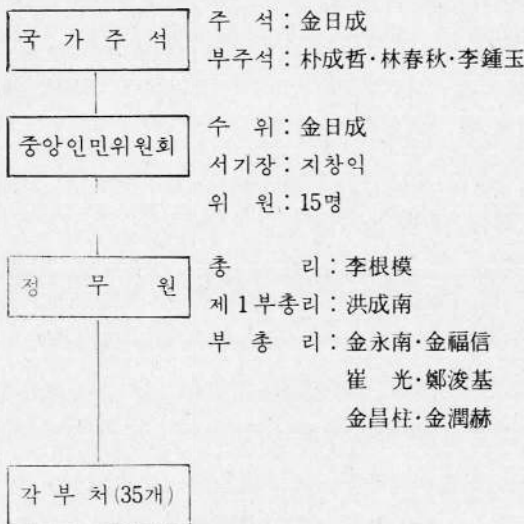 국 가 주 석
주 석 : 金日成
부주석 : 朴成哲·林春秋·李鍾玉
중앙인민위원회
수 위 : 金日成
서기장 : 지창익
위 원 : 15명
정 무 원
총 리 : 李根模
제 1 부총리 : 洪成南
부 총 리 : 金永南·金福信
崔 光·鄭浚基
金昌柱·金潤赫
각 부 처 (35개)